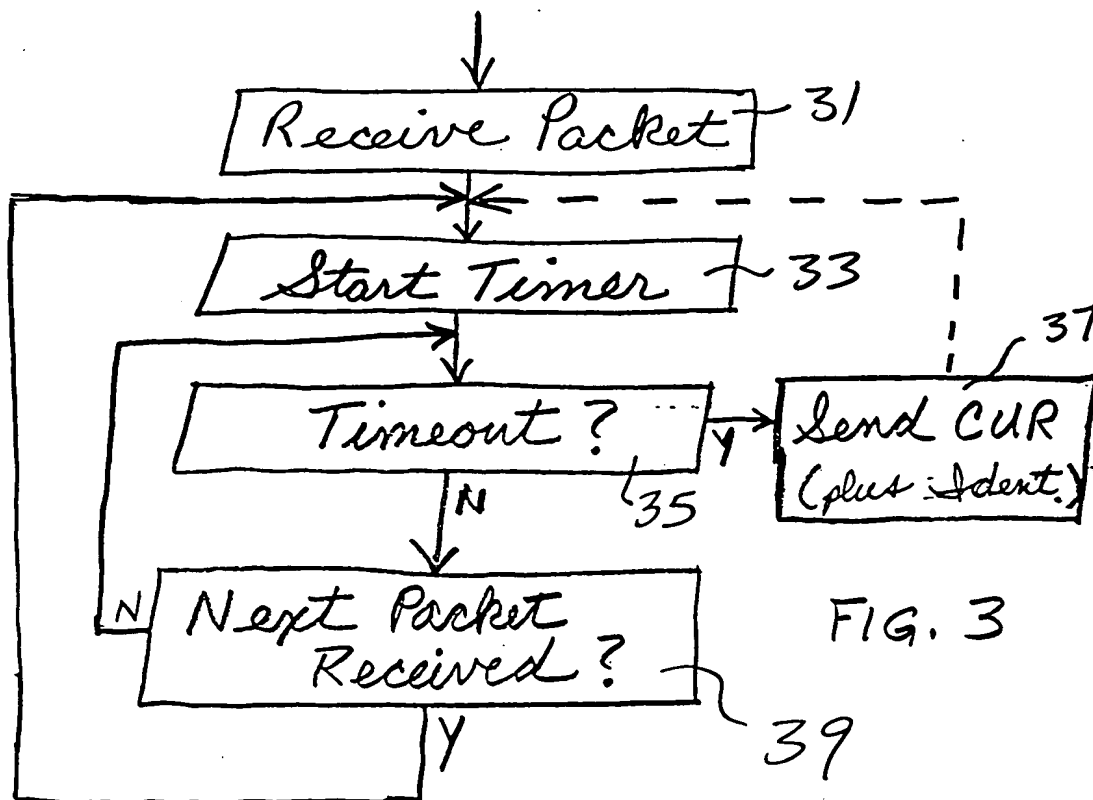 Receive Packet
31
Start Timer
33
Timeout ?
Y
35
N
37
Send CUR
(plus Ident.)
Next Packet
Received ?
N
39
Y
FIG. 3